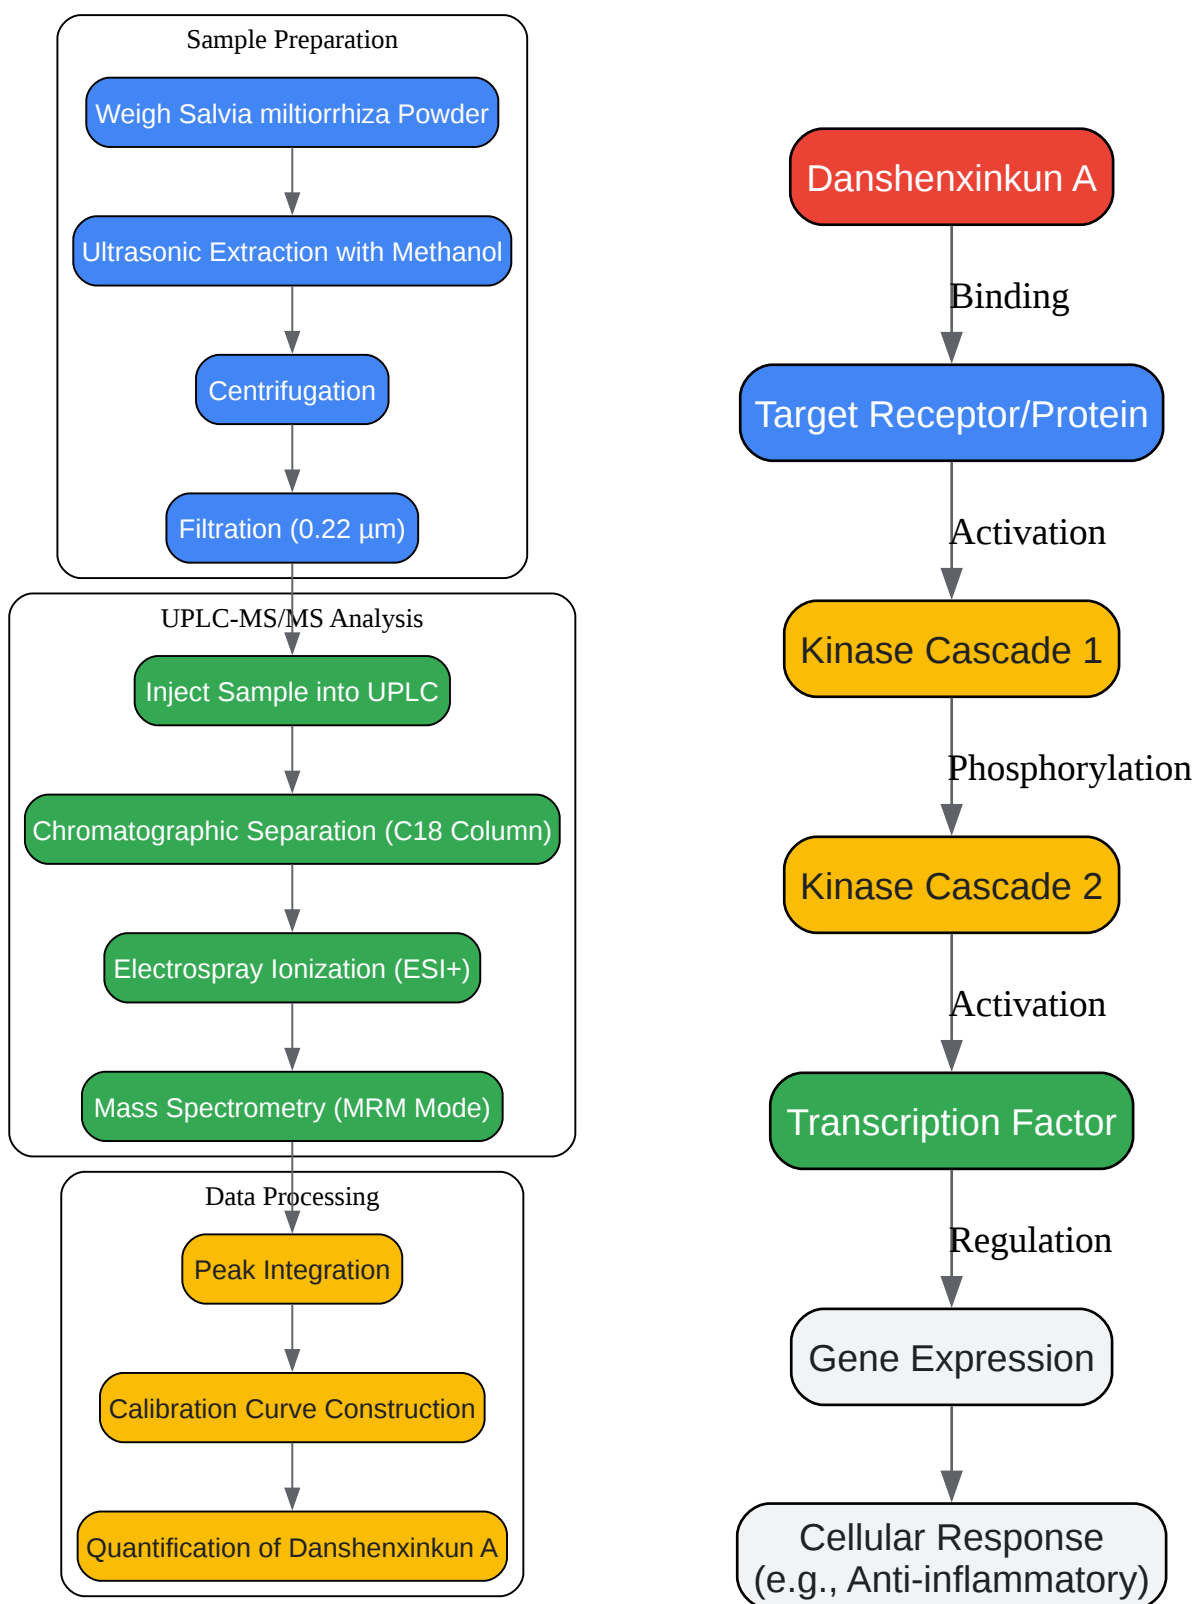 Sample Preparation
Weigh Salvia miltiorrhiza Powder
Ultrasonic Extraction with Methanol
Centrifugation
Filtration (0.22 µm)
UPLC-MS/MS Analysis
Inject Sample into UPLC
Chromatographic Separation (C18 Column)
Electrospray Ionization (ESI+)
Mass Spectrometry (MRM Mode)
Data Processing
Peak Integration
Calibration Curve Construction
Quantification of Danshenxinkun A
Danshenxinkun A
Binding
Target Receptor/Protein
Activation
Kinase Cascade 1
Phosphorylation
Kinase Cascade 2
Activation
Transcription Factor
Regulation
Gene Expression
Cellular Response
(e.g., Anti-inflammatory)